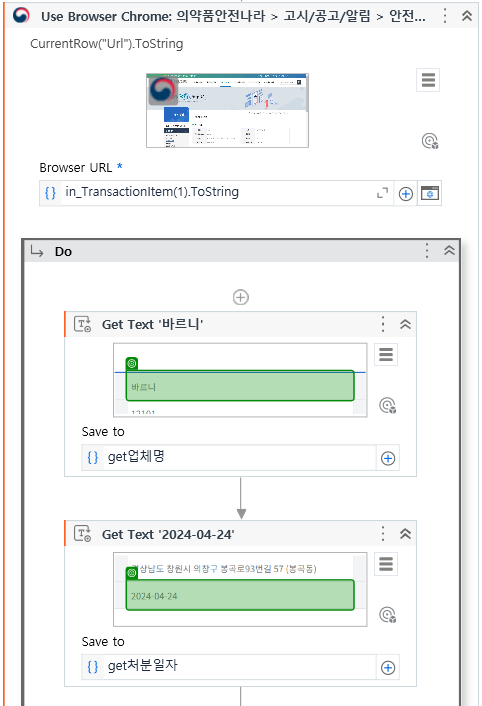 Use Browser Chrome: 의약품안전나라 > 고시/공고/알림 > 안전...
CurrentRow("Url").ToString
Browser URL *
{} in_TransactionItem(1).ToString
Do
Get Text '바르니'
바르니
12101
Save to
{} get업체명
Get Text '2024-04-24'
상남도 창원시 의창구 봉곡로93번길 57 (봉곡동)
2024-04-24
Save to
{} get처분일자